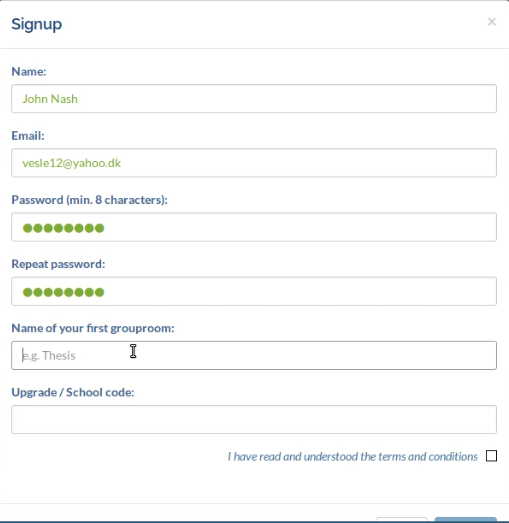 Signup
×
Name:
John Nash
Email:
vesle12@yahoo.dk
Password (min. 8 characters):
●●●●●●●●
Repeat password:
●●●●●●●●
Name of your first grouproom:
e.g. Thesis
Upgrade / School code:
I have read and understood the terms and conditions